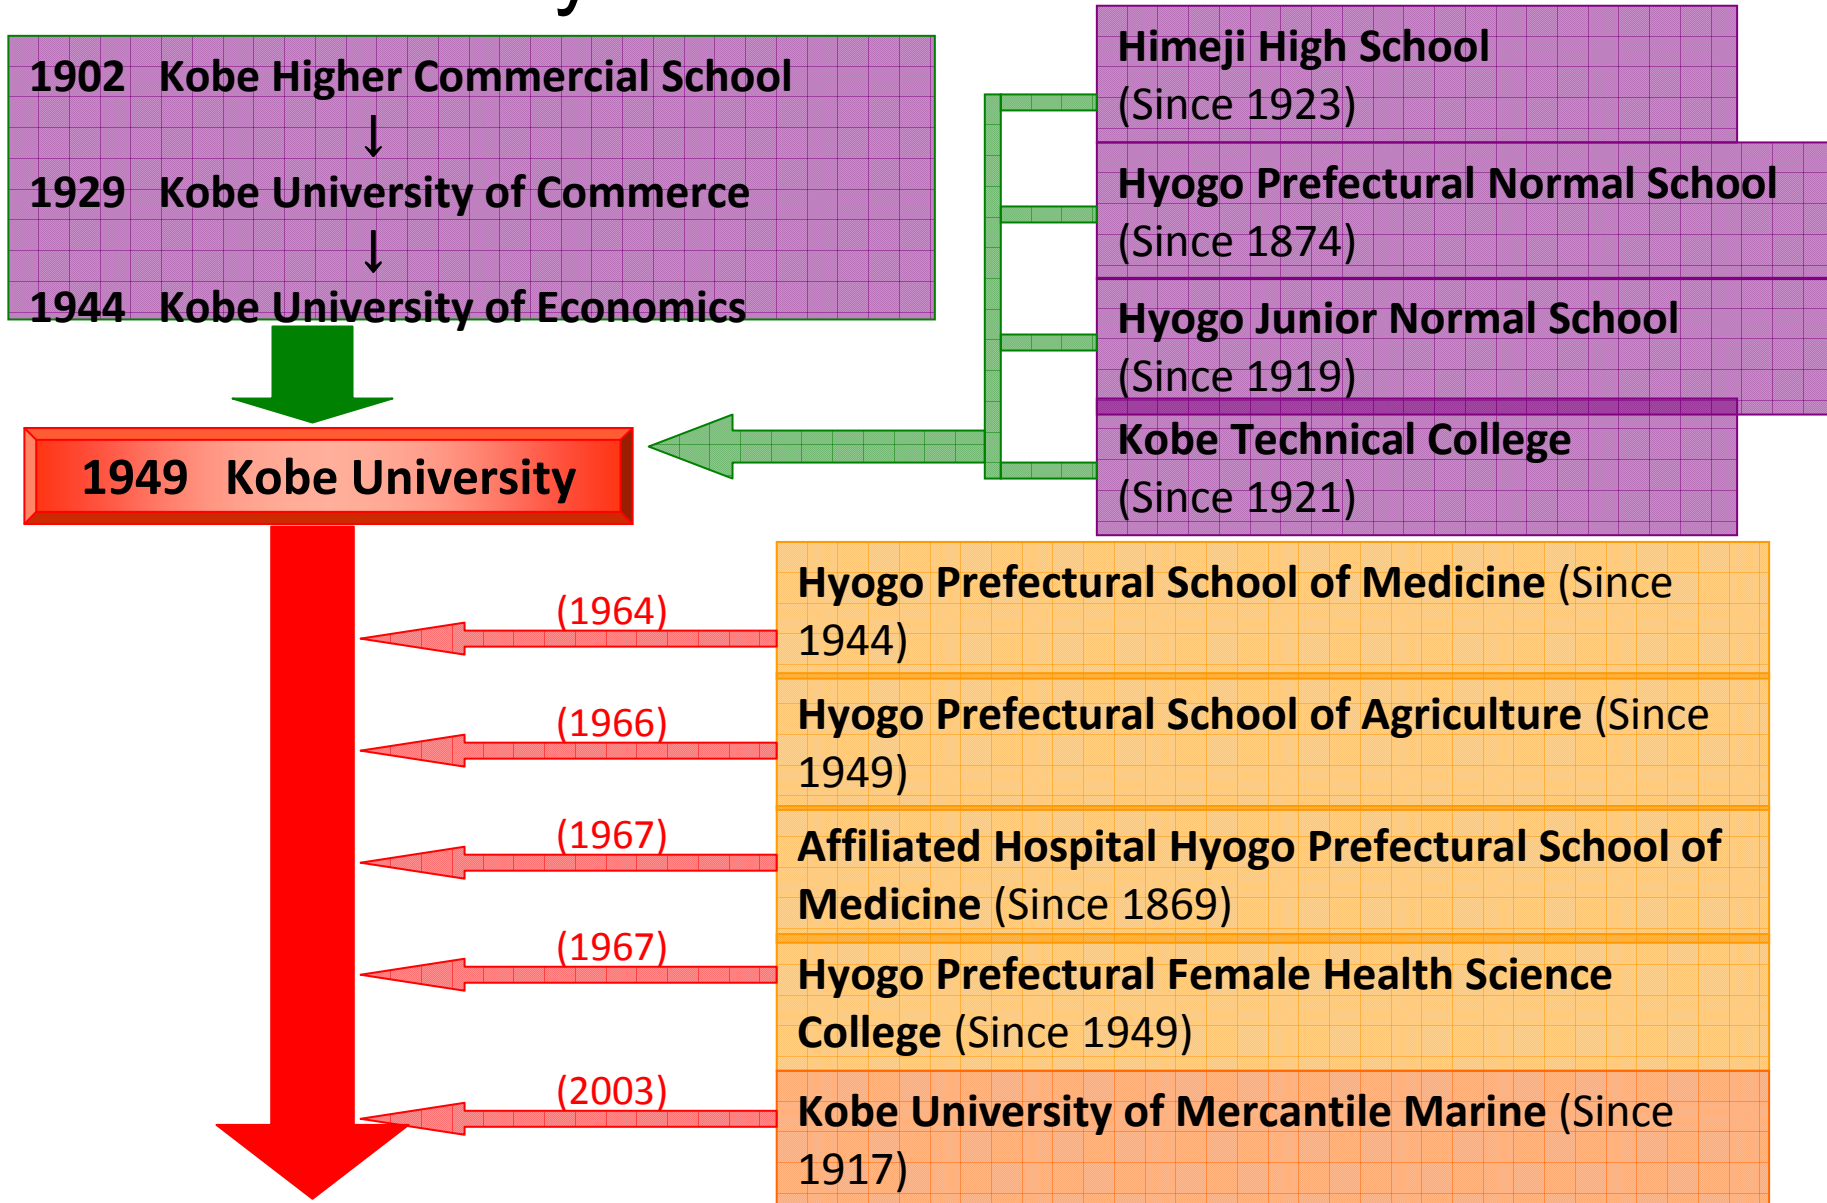 1902 Kobe Higher Commercial School
↓
1929 Kobe University of Commerce
↓
1944 Kobe University of Economics
1949 Kobe University
Himeji High School
(Since 1923)
Hyogo Prefectural Normal School
(Since 1874)
Hyogo Junior Normal School
(Since 1919)
Kobe Technical College
(Since 1921)
(1964)
Hyogo Prefectural School of Medicine (Since
1944)
(1966)
Hyogo Prefectural School of Agriculture (Since
1949)
(1967)
Affiliated Hospital Hyogo Prefectural School of
Medicine (Since 1869)
(1967)
Hyogo Prefectural Female Health Science
College (Since 1949)
(2003)
Kobe University of Mercantile Marine (Since
1917)